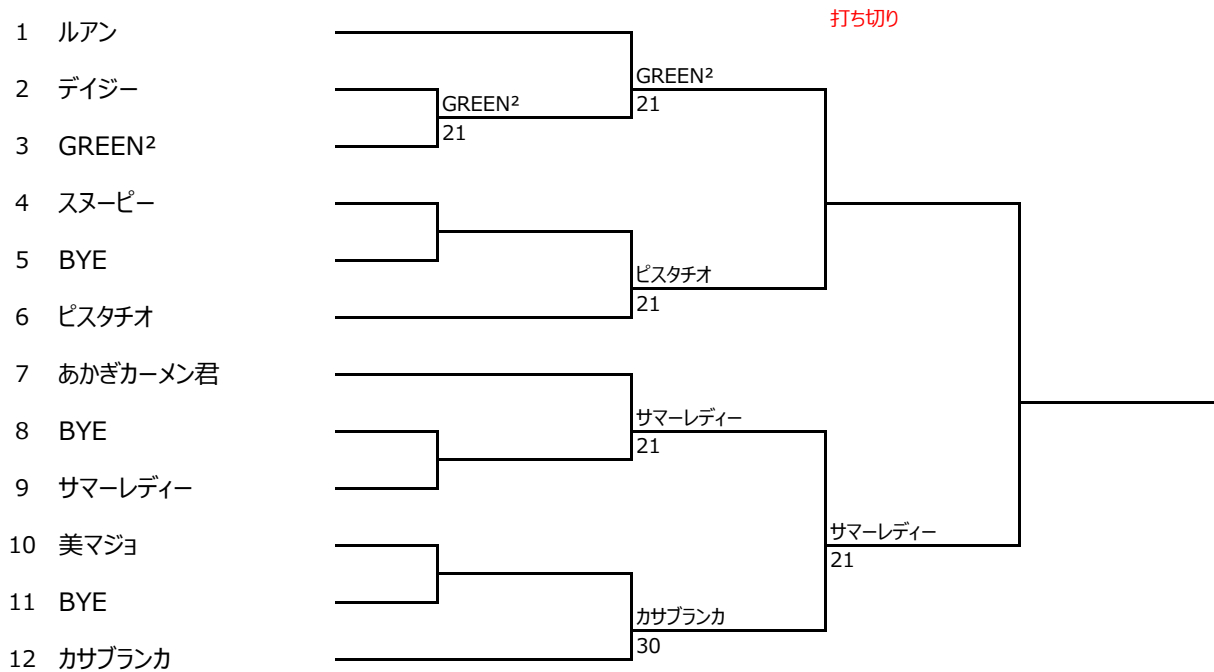 打ち切り
1 ルアン
2 デイジー
3 GREEN²
4 スヌーピー
5 BYE
6 ピスタチオ
7 あかぎカーメン君
8 BYE
9 サマーレディー
10 美マジョ
11 BYE
12 カサブランカ
GREEN²
21
GREEN²
21
ピスタチオ
21
サマーレディー
21
カサブランカ
30
サマーレディー
21